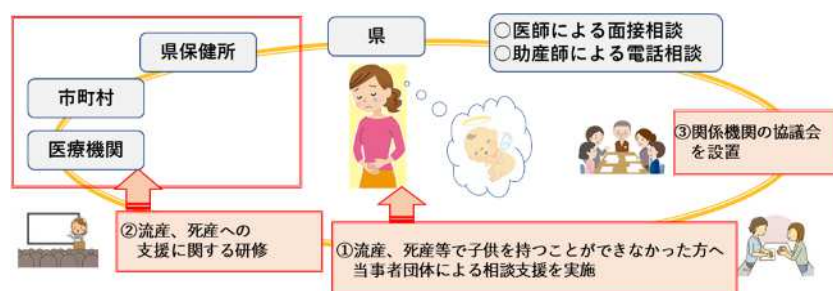 県
○医師による面接相談
○助産師による電話相談
県保健所
市町村
医療機関
③関係機関の協議会
を設置
②流産、死産への
支援に関する研修
①流産、死産等で子供を持つことができなかった方へ
当事者団体による相談支援を実施